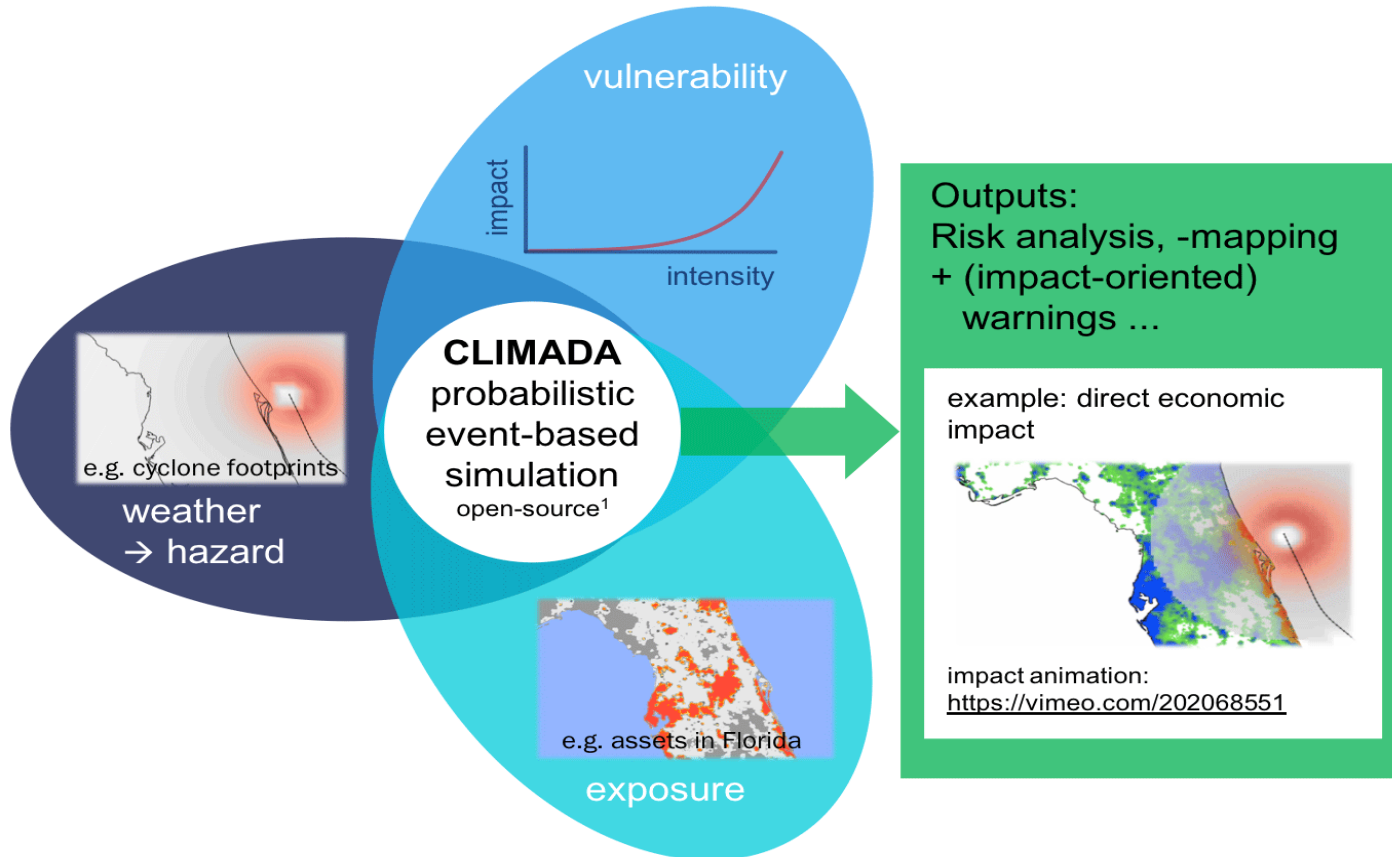 vulnerability
impact
intensity
e.g. cyclone footprints
weather
→ hazard
CLIMADA
probabilistic
event-based
simulation
open-source¹
e.g. assets in Florida
exposure
Outputs:
Risk analysis, -mapping
+ (impact-oriented)
warnings ...
example: direct economic
impact
impact animation:
https://vimeo.com/202068551